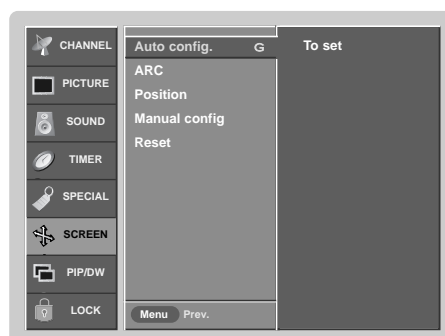 CHANNEL
PICTURE
SOUND
TIMER
SPECIAL
SCREEN
PIP/DW
LOCK
Auto config. G
ARC
Position
Manual config
Reset
Menu Prev.
To set